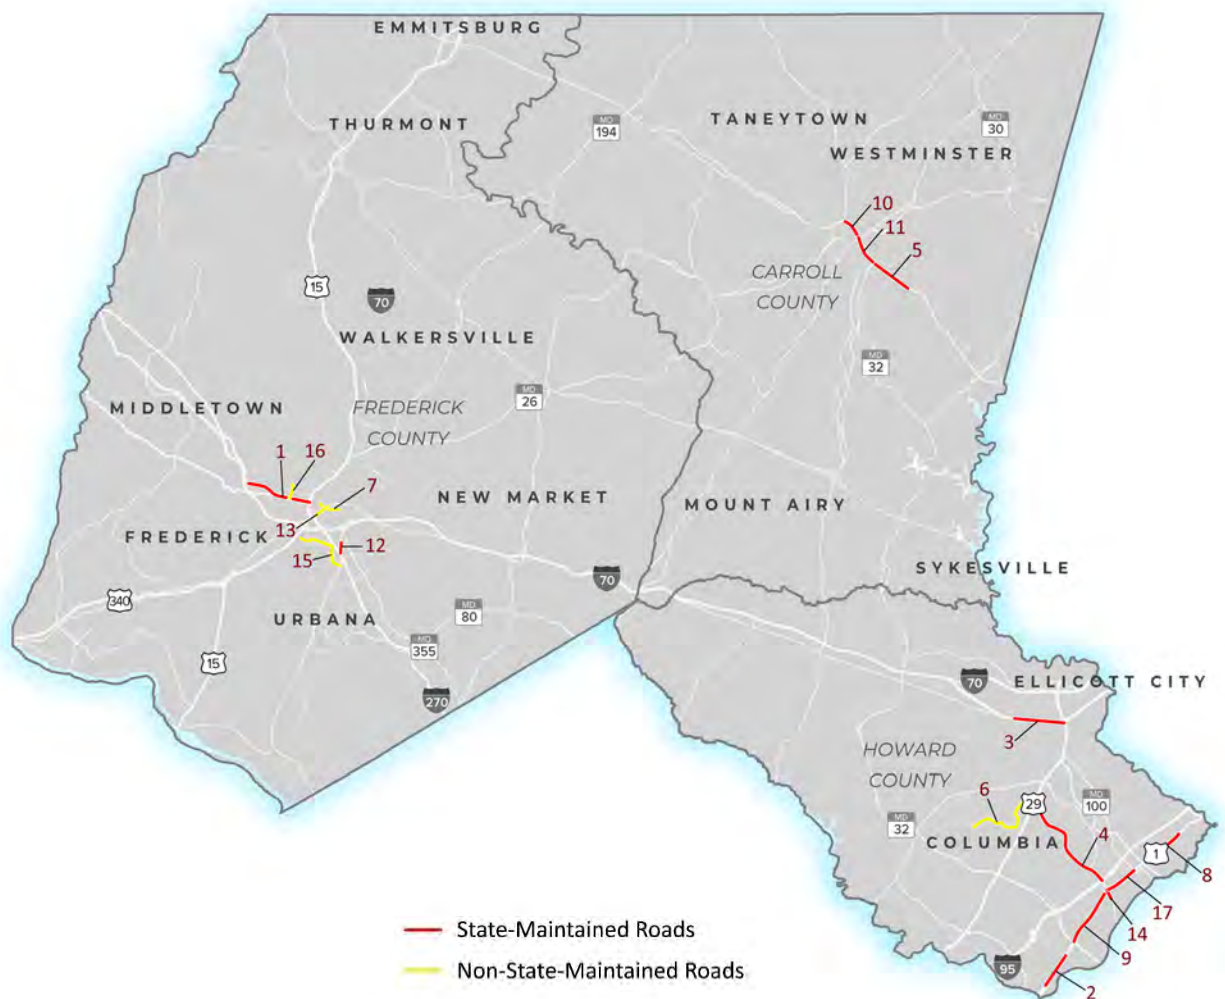 EMMITSBURG
THURMONT
TANEYTOWN
MD
194
MD
30
WESTMINSTER
10
11
5
CARROLL
COUNTY
15
70
WALKERSVILLE
MD
32
MD
26
MIDDLETOWN
FREDERICK
COUNTY
1
16
7
NEW MARKET
MOUNT AIRY
13
FREDERICK
12
15
SYKESVILLE
70
340
URBANA
MD
80
MD
355
15
270
70
ELLICOTT CITY
3
HOWARD
COUNTY
6
29
MD
100
MD
32
COLUMBIA
4
1
8
17
14
9
95
2
State-Maintained Roads
Non-State-Maintained Roads